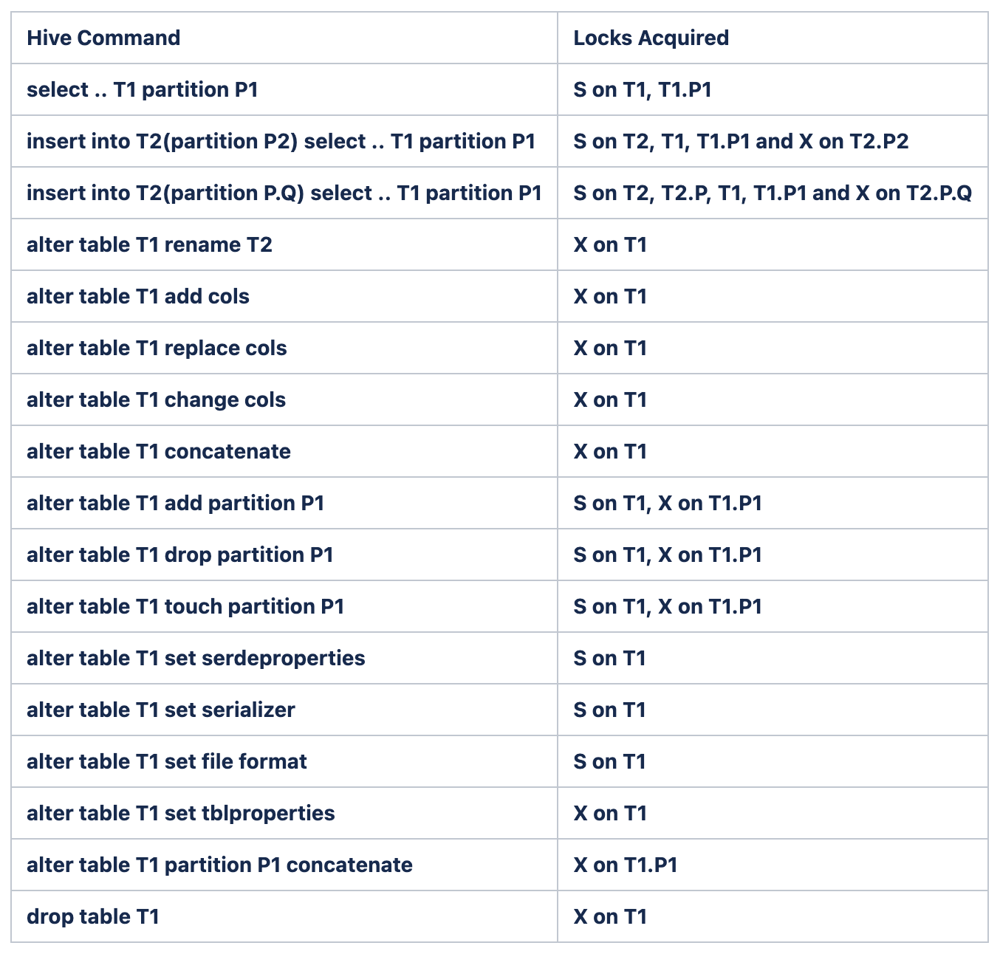 Hive Command
Locks Acquired
select .. T1 partition P1
S on T1, T1.P1
insert into T2(partition P2) select .. T1 partition P1
S on T2, T1, T1.P1 and X on T2.P2
insert into T2(partition P.Q) select .. T1 partition P1
S on T2, T2.P, T1, T1.P1 and X on T2.P.Q
alter table T1 rename T2
X on T1
alter table T1 add cols
X on T1
alter table T1 replace cols
X on T1
alter table T1 change cols
X on T1
alter table T1 concatenate
X on T1
alter table T1 add partition P1
S on T1, X on T1.P1
alter table T1 drop partition P1
S on T1, X on T1.P1
alter table T1 touch partition P1
S on T1, X on T1.P1
alter table T1 set serdeproperties
S on T1
alter table T1 set serializer
S on T1
alter table T1 set file format
S on T1
alter table T1 set tblproperties
X on T1
alter table T1 partition P1 concatenate
X on T1.P1
drop table T1
X on T1